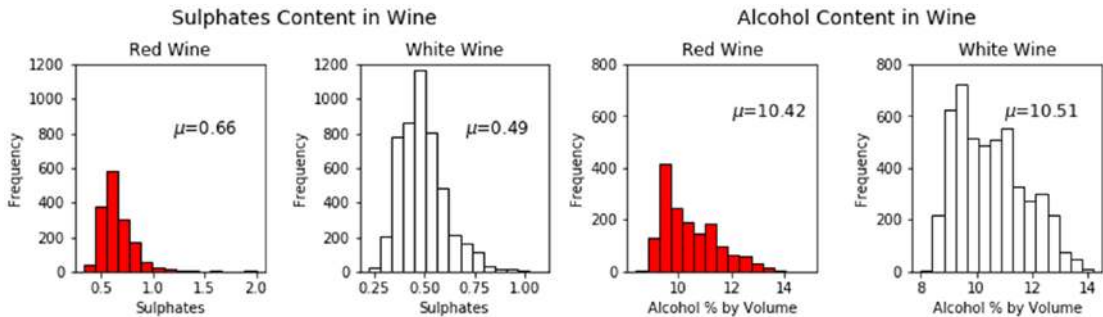 Sulphates Content in Wine
Alcohol Content in Wine
Red Wine
White Wine
Red Wine
White Wine
1200
1000
800
600
400
200
0
Frequency
μ=0.66
0.5
1.0
1.5
2.0
Sulphates
1200
1000
800
600
400
200
0
Frequency
μ=0.49
0.25
0.50
0.75
1.00
Sulphates
800
600
400
200
0
Frequency
μ=10.42
10
12
14
Alcohol % by Volume
800
600
400
200
0
Frequency
μ=10.51
8
10
12
14
Alcohol % by Volume